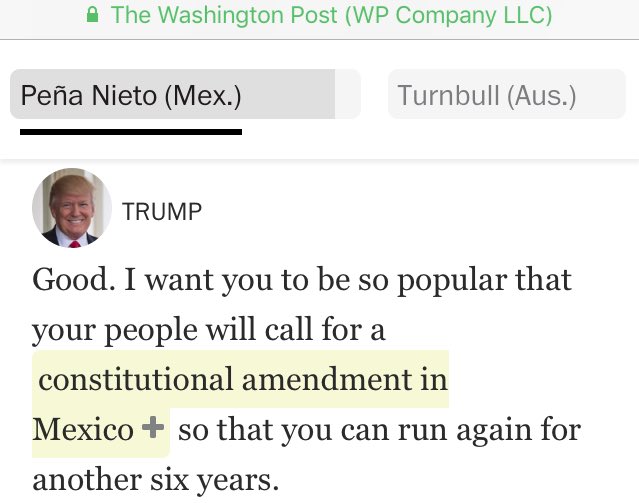 The Washington Post (WP Company LLC)
Peña Nieto (Mex.)
Turnbull (Aus.)
TRUMP
Good. I want you to be so popular that
your people will call for a
constitutional amendment in
Mexico + so that you can run again for
another six years.